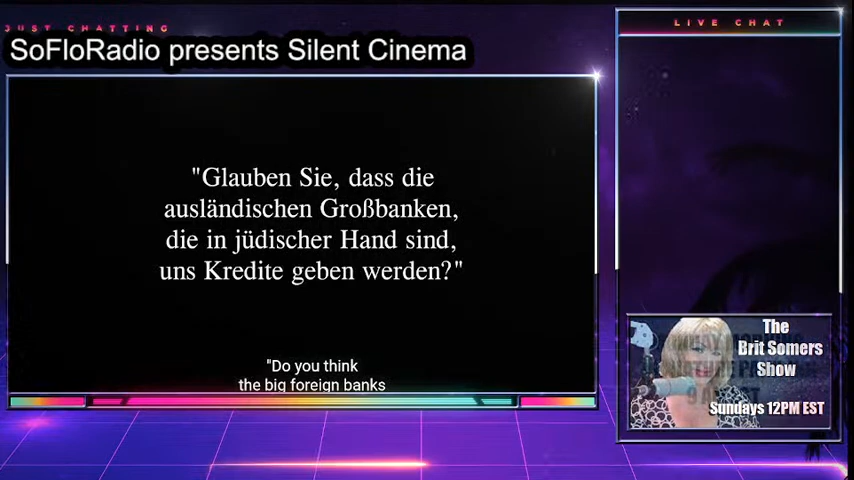 JUST CHATTING
SoFloRadio presents Silent Cinema
LIVE CHAT
"Glauben Sie, dass die
ausländischen Großbanken,
die in jüdischer Hand sind,
uns Kredite geben werden?"
"Do you think
the big foreign banks
The
Brit Somers
Show
Sundays 12PM EST